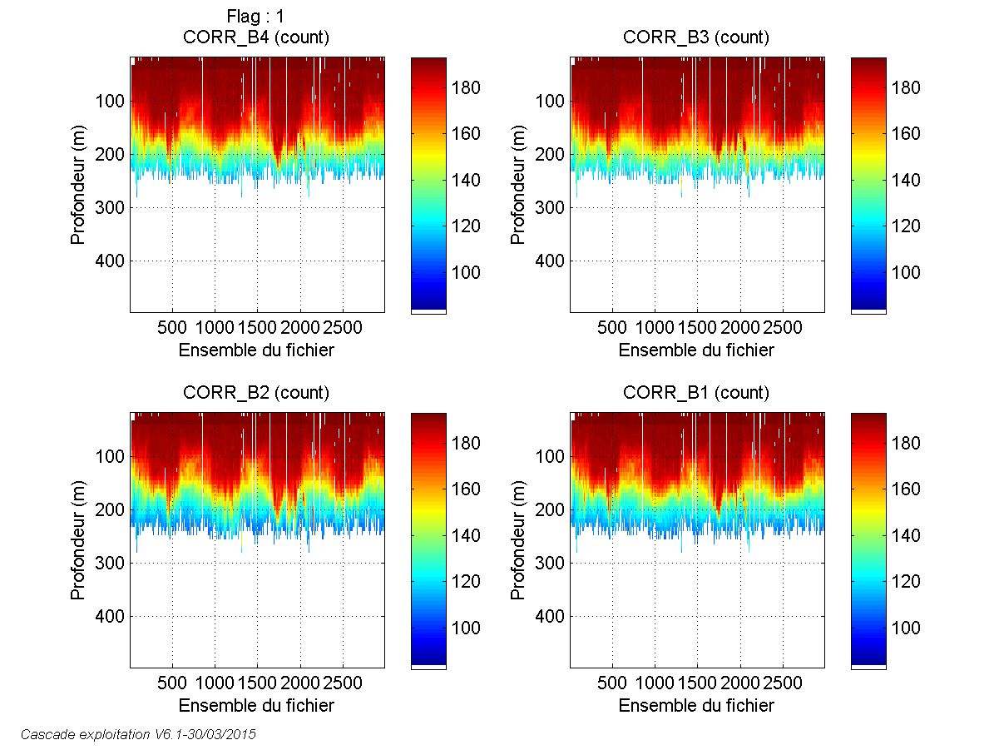 Flag : 1
CORR_B4 (count)
CORR_B3 (count)
100
200
300
400
Profondeur (m)
500 1000 1500 2000 2500
Ensemble du fichier
180
160
140
120
100
100
200
300
400
Profondeur (m)
500 1000 1500 2000 2500
Ensemble du fichier
180
160
140
120
100
CORR_B2 (count)
CORR_B1 (count)
100
200
300
400
Profondeur (m)
500 1000 1500 2000 2500
Ensemble du fichier
180
160
140
120
100
100
200
300
400
Profondeur (m)
500 1000 1500 2000 2500
Ensemble du fichier
180
160
140
120
100
Cascade exploitation V6.1-30/03/2015